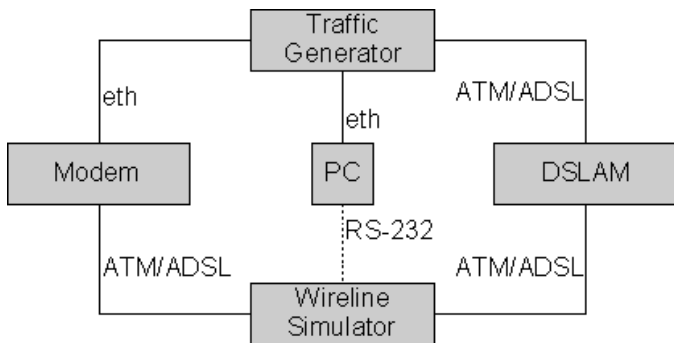 Traffic
Generator
eth
ATM/ADSL
eth
Modem
PC
DSLAM
RS-232
ATM/ADSL
ATM/ADSL
Wireline
Simulator